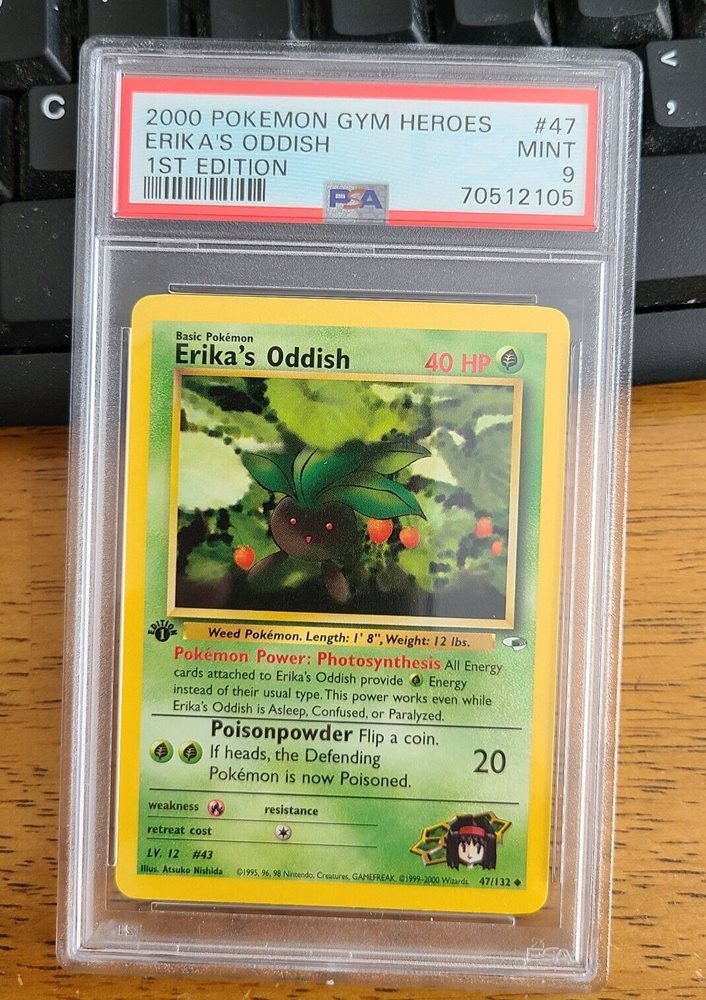 C
<
,
2000 POKEMON GYM HEROES #47
ERIKA'S ODDISH MINT
1ST EDITION 9
PSA 70512105
Basic Pokémon
Erika's Oddish 40 HP
EDITION 1
Weed Pokémon. Length: 1' 8", Weight: 12 lbs.
Pokémon Power: Photosynthesis All Energy
cards attached to Erika's Oddish provide Energy
instead of their usual type. This power works even while
Erika's Oddish is Asleep, Confused, or Paralyzed.
Poisonpowder Flip a coin.
If heads, the Defending 20
Pokémon is now Poisoned.
weakness resistance
retreat cost
LV. 12 #43
Illus. Atsuko Nishida ©1995, 96, 98 Nintendo, Creatures, GAMEFREAK. ©1999-2000 Wizards. 47/132
PSA